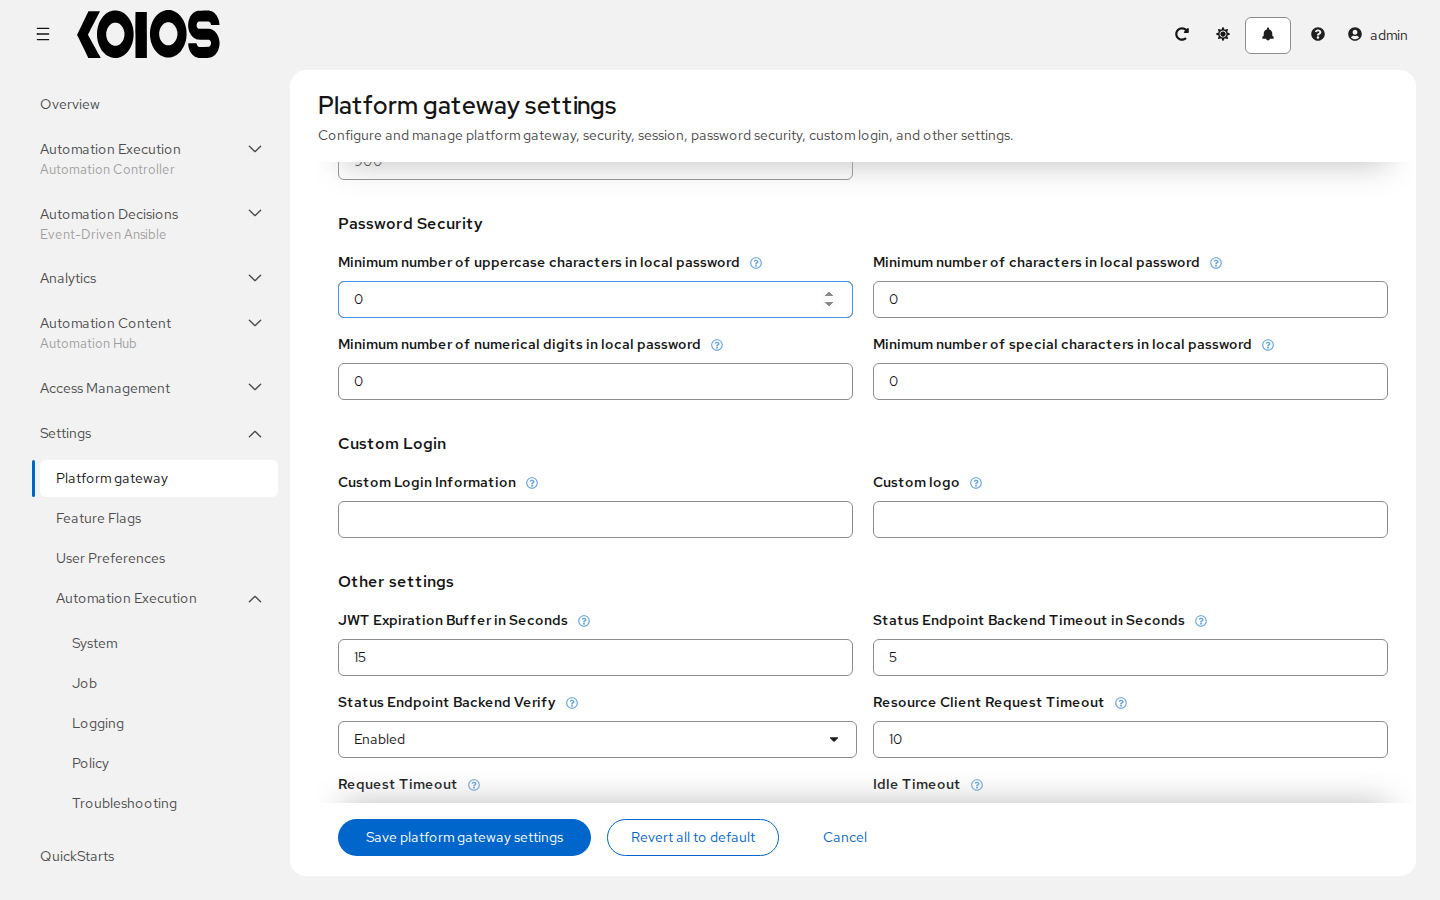 KOIOS
admin
Overview
Automation Execution
Automation Controller
Automation Decisions
Event-Driven Ansible
Analytics
Automation Content
Automation Hub
Access Management
Settings
Platform gateway
Feature Flags
User Preferences
Automation Execution
System
Job
Logging
Policy
Troubleshooting
QuickStarts
Platform gateway settings
Configure and manage platform gateway, security, session, password security, custom login, and other settings.
Password Security
Minimum number of uppercase characters in local password
0
Minimum number of characters in local password
0
Minimum number of numerical digits in local password
0
Minimum number of special characters in local password
0
Custom Login
Custom Login Information
Custom logo
Other settings
JWT Expiration Buffer in Seconds
15
Status Endpoint Backend Timeout in Seconds
5
Status Endpoint Backend Verify
Enabled
Resource Client Request Timeout
10
Request Timeout
Idle Timeout
Save platform gateway settings
Revert all to default
Cancel